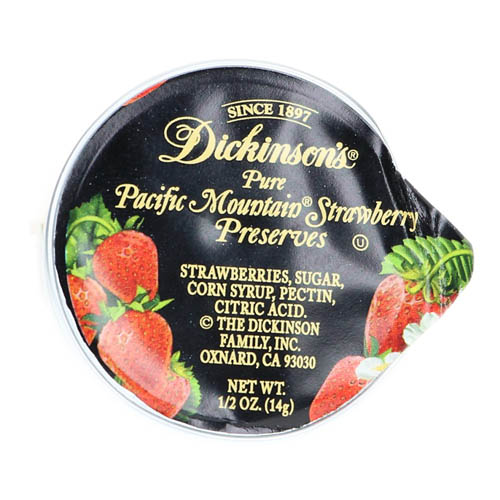 SINCE 1897
Dickinson's®
Pure
Pacific Mountain® Strawberry
Preserves
Ⓤ
STRAWBERRIES, SUGAR,
CORN SYRUP, PECTIN,
CITRIC ACID.
© THE DICKINSON
FAMILY, INC.
OXNARD, CA 93030
NET WT.
1/2 OZ. (14g)